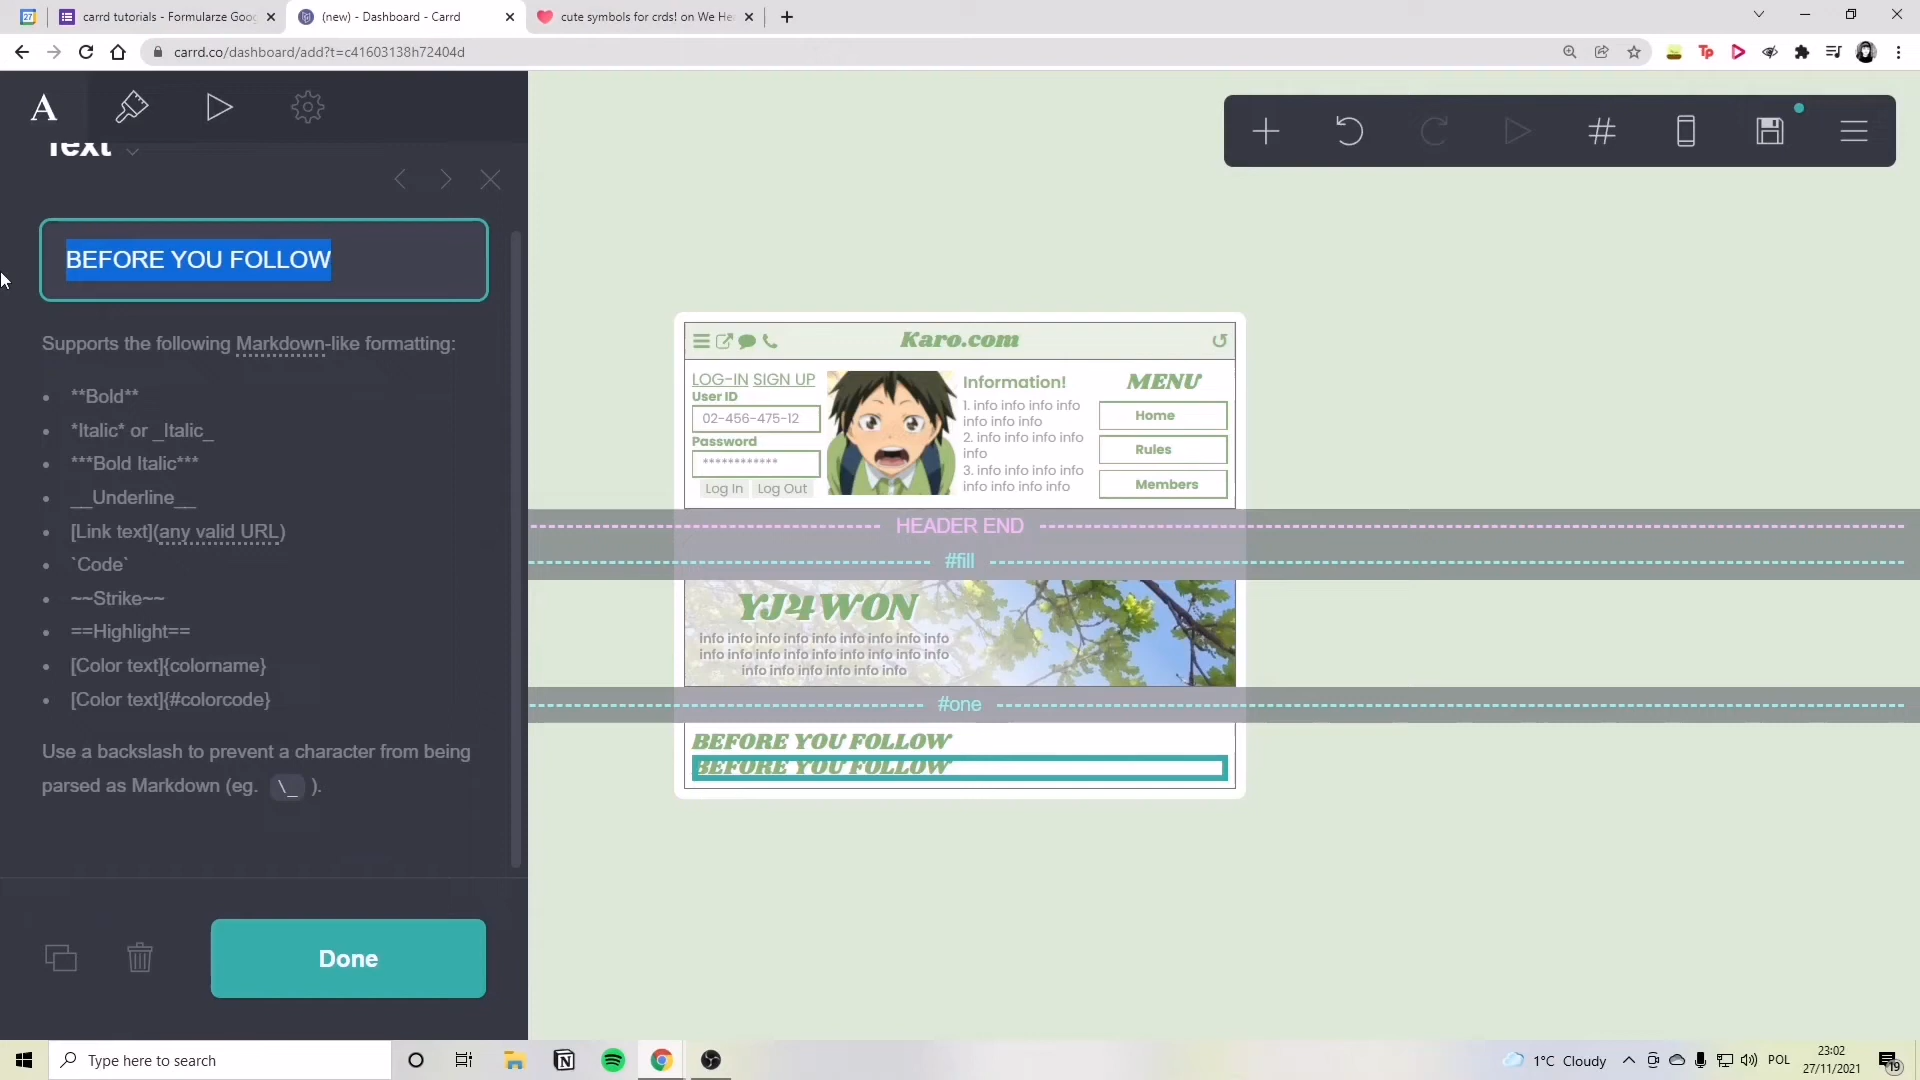 carrd tutorials - Formularze Goo
(new) - Dashboard - Carrd
cute symbols for crds! on We He
carrd.co/dashboard/add?t=c41603138h72404d
Text
BEFORE YOU FOLLOW
Supports the following Markdown-like formatting:
**Bold**
*Italic* or _Italic_
***Bold Italic***
__Underline__
[Link text](any valid URL)
`Code`
~~Strike~~
==Highlight==
[Color text]{colorname}
[Color text]{#colorcode}
Use a backslash to prevent a character from being
parsed as Markdown (eg. \_ ).
Done
Karo.com
LOG-IN SIGN UP
User ID
02-456-475-12
Password
************
Log In Log Out
Information!
1. info info info info
info info info
2. info info info info
info
3. info info info info
info info info info
MENU
Home
Rules
Members
HEADER END
#fill
YJ4WON
Info info info info info info info info info
info info info info info info info info info
info info info info info info
#one
BEFORE YOU FOLLOW
BEFORE YOU FOLLOW
Type here to search
1°C Cloudy
POL
23:02
27/11/2021
19